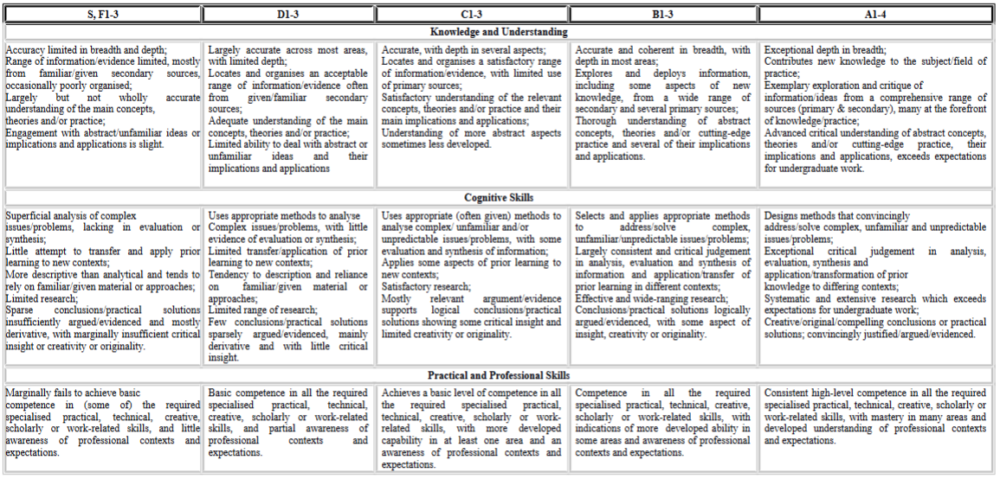 S, F1-3
D1-3
C1-3
B1-3
A1-4
Knowledge and Understanding
Accuracy limited in breadth and depth;
Range of information/evidence limited, mostly
from familiar/given secondary sources,
occasionally poorly organised;
Largely but not wholly accurate
understanding of the main concepts,
theories and/or practice;
Engagement with abstract/unfamiliar ideas or
implications and applications is slight.
Largely accurate across most areas,
with limited depth;
Locates and organises an acceptable
range of information/evidence often
from given/familiar secondary
sources;
Adequate understanding of the main
concepts, theories and/or practice;
Limited ability to deal with abstract or
unfamiliar ideas and their
implications and applications
Accurate, with depth in several aspects;
Locates and organises a satisfactory range
of information/evidence, with limited use
of primary sources;
Satisfactory understanding of the relevant
concepts, theories and/or practice and their
main implications and applications;
Understanding of more abstract aspects
sometimes less developed.
Accurate and coherent in breadth, with
depth in most areas;
Explores and deploys information,
including some aspects of new
knowledge, from a wide range of
secondary and several primary sources;
Thorough understanding of abstract
concepts, theories and/or cutting-edge
practice and several of their implications
and applications.
Exceptional depth in breadth;
Contributes new knowledge to the subject/field of
practice;
Exemplary exploration and critique of
information/ideas from a comprehensive range of
sources (primary & secondary), many at the forefront
of knowledge/practice;
Advanced critical understanding of abstract concepts,
theories and/or cutting-edge practice, their
implications and applications, exceeds expectations
for undergraduate work.
Cognitive Skills
Superficial analysis of complex
issues/problems, lacking in evaluation or
synthesis;
Little attempt to transfer and apply prior
learning to new contexts;
More descriptive than analytical and tends to
rely on familiar/given material or approaches;
Limited research;
Sparse conclusions/practical solutions
insufficiently argued/evidenced and mostly
derivative, with marginally insufficient critical
insight or creativity or originality.
Uses appropriate methods to analyse
Complex issues/problems, with little
evidence of evaluation or synthesis;
Limited transfer/application of prior
learning to new contexts;
Tendency to description and reliance
on familiar/given material or
approaches;
Limited range of research;
Few conclusions/practical solutions
sparsely argued/evidenced, mainly
derivative and with little critical
insight.
Uses appropriate (often given) methods to
analyse complex/ unfamiliar and/or
unpredictable issues/problems, with some
evaluation and synthesis of information;
Applies some aspects of prior learning to
new contexts;
Satisfactory research;
Mostly relevant argument/evidence
supports logical conclusions/practical
solutions showing some critical insight and
limited creativity or originality.
Selects and applies appropriate methods
to address/solve complex,
unfamiliar/unpredictable issues/problems;
Largely consistent and critical judgement
in analysis, evaluation and synthesis of
information and application/transfer of
prior learning in different contexts;
Effective and wide-ranging research;
Conclusions/practical solutions logically
argued/evidenced, with some aspect of
insight, creativity or originality.
Designs methods that convincingly
address/solve complex, unfamiliar and unpredictable
issues/problems;
Exceptional critical judgement in analysis,
evaluation, synthesis and
application/transformation of prior
knowledge to differing contexts;
Systematic and extensive research which exceeds
expectations for undergraduate work;
Creative/original/compelling conclusions or practical
solutions; convincingly justified/argued/evidenced.
Practical and Professional Skills
Marginally fails to achieve basic
competence in (some of) the required
specialised practical, technical, creative,
scholarly or work-related skills, and little
awareness of professional contexts and
expectations.
Basic competence in all the required
specialised practical, technical,
creative, scholarly or work-related
skills, and partial awareness of
professional contexts and
expectations.
Achieves a basic level of competence in all
the required specialised practical,
technical, creative, scholarly or work-
related skills, with more developed
capability in at least one area and an
awareness of professional contexts and
expectations.
Competence in all the required
specialised practical, technical, creative,
scholarly or work-related skills, with
indications of more developed ability in
some areas and awareness of professional
contexts and expectations.
Consistent high-level competence in all the required
specialised practical, technical, creative, scholarly or
work-related skills, with mastery in many areas and
developed understanding of professional contexts
and expectations.